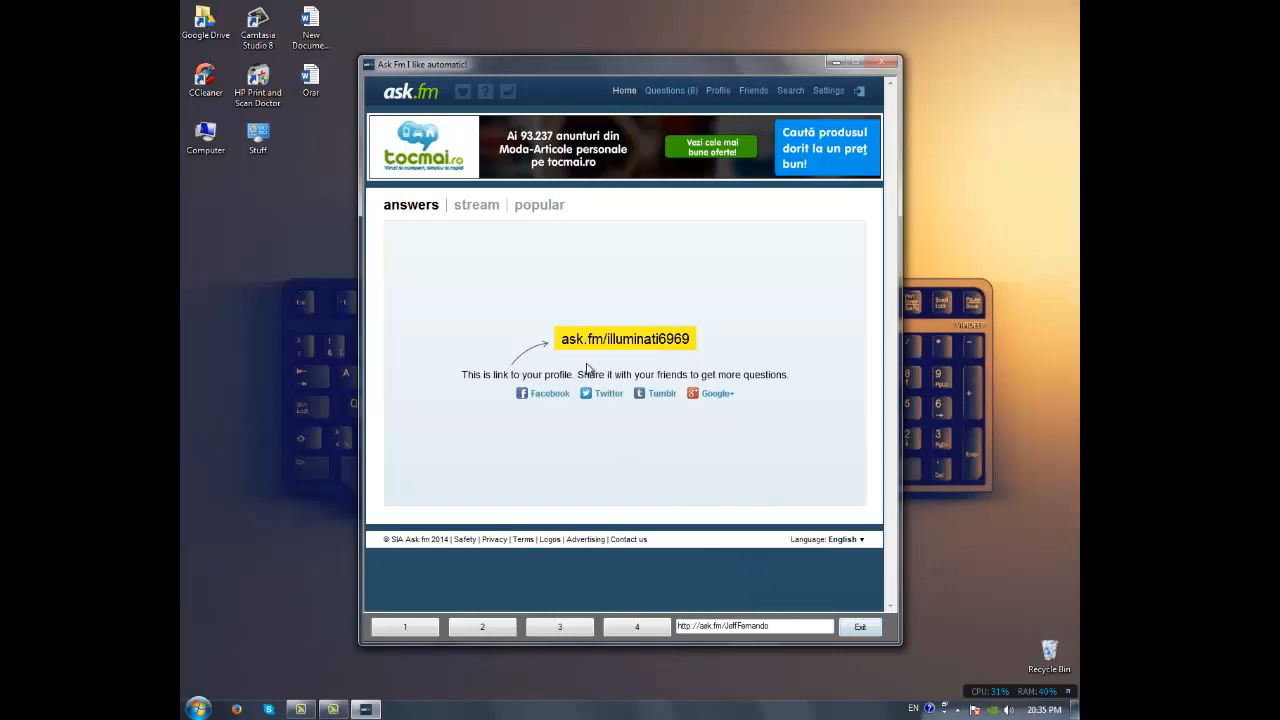 Google Drive
Camtasia
Studio 8
New
Docume...
CCleaner
HP Print and
Scan Doctor
Orar
Computer
Stuff
Ask Fm I like automatic!
ask.fm
Home
Questions (8)
Profile
Friends
Search
Settings
tocmai.ro
Ai 93.237 anunturi din
Moda-Articole personale
pe tocmai.ro
Vezi cele mai
bune oferte!
Caută produsul
dorit la un preț
bun!
answers | stream | popular
ask.fm/illuminati6969
This is link to your profile. Share it with your friends to get more questions.
Facebook
Twitter
Tumblr
Google+
© SIA Ask.fm 2014 | Safety | Privacy | Terms | Logos | Advertising | Contact us
Language: English ▼
1
2
3
4
http://ask.fm/JeffFernando
Exit
Recycle Bin
CPU: 31% RAM: 40%
EN
20:35 PM